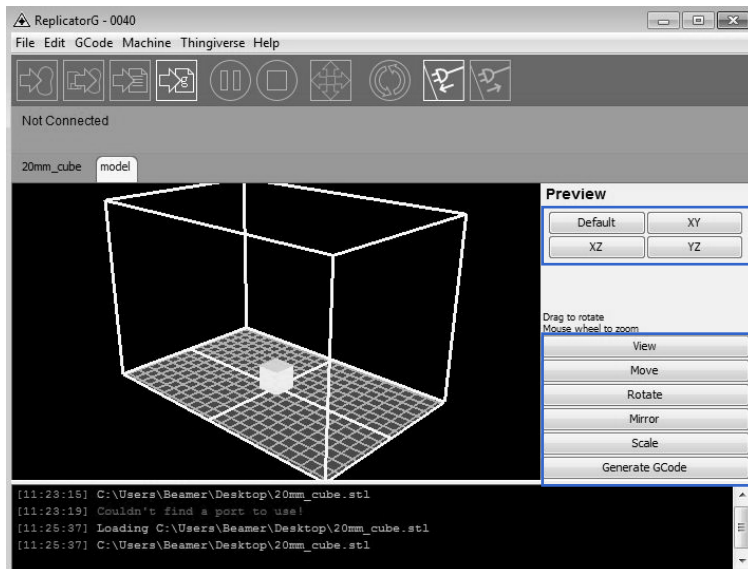 ReplicatorG - 0040
File Edit GCode Machine Thingiverse Help
Not Connected
20mm_cube model
Preview
Default XY
XZ YZ
Drag to rotate
Mouse wheel to zoom
View
Move
Rotate
Mirror
Scale
Generate GCode
[11:23:15] C:\Users\Beamer\Desktop\20mm_cube.stl
[11:23:19] Couldn't find a port to use!
[11:25:37] Loading C:\Users\Beamer\Desktop\20mm_cube.stl
[11:25:37] C:\Users\Beamer\Desktop\20mm_cube.stl